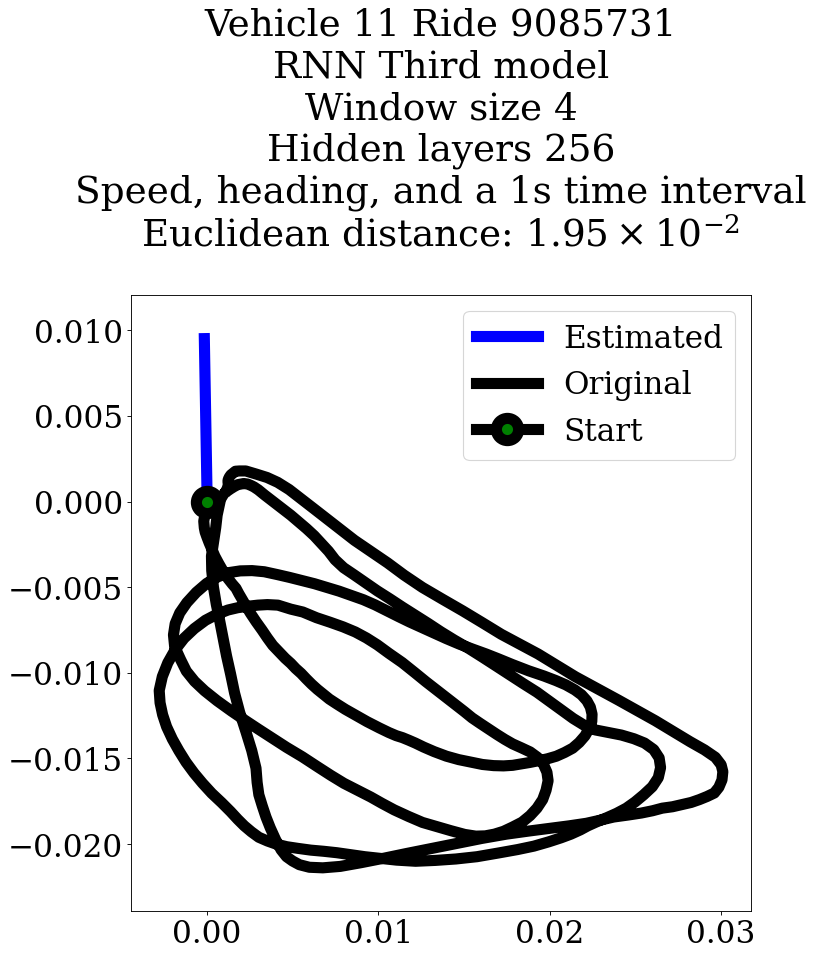 Vehicle 11 Ride 9085731
RNN Third model
Window size 4
Hidden layers 256
Speed, heading, and a 1s time interval
Euclidean distance: 1.95 × 10⁻²
Estimated
Original
Start
0.010
0.005
0.000
−0.005
−0.010
−0.015
−0.020
0.00 0.01 0.02 0.03